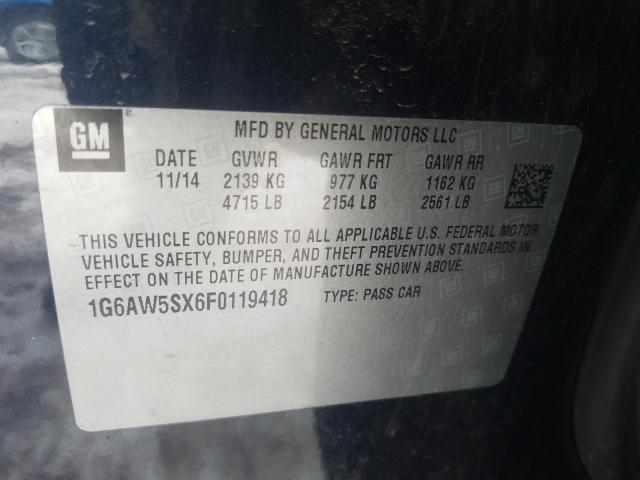 GM
MFD BY GENERAL MOTORS LLC
DATE GVWR GAWR FRT GAWR RR
11/14 2139 KG 977 KG 1162 KG
4715 LB 2154 LB 2561 LB
THIS VEHICLE CONFORMS TO ALL APPLICABLE U.S. FEDERAL MOTOR
VEHICLE SAFETY, BUMPER, AND THEFT PREVENTION STANDARDS IN
EFFECT ON THE DATE OF MANUFACTURE SHOWN ABOVE.
1G6AW5SX6F0119418 TYPE: PASS CAR